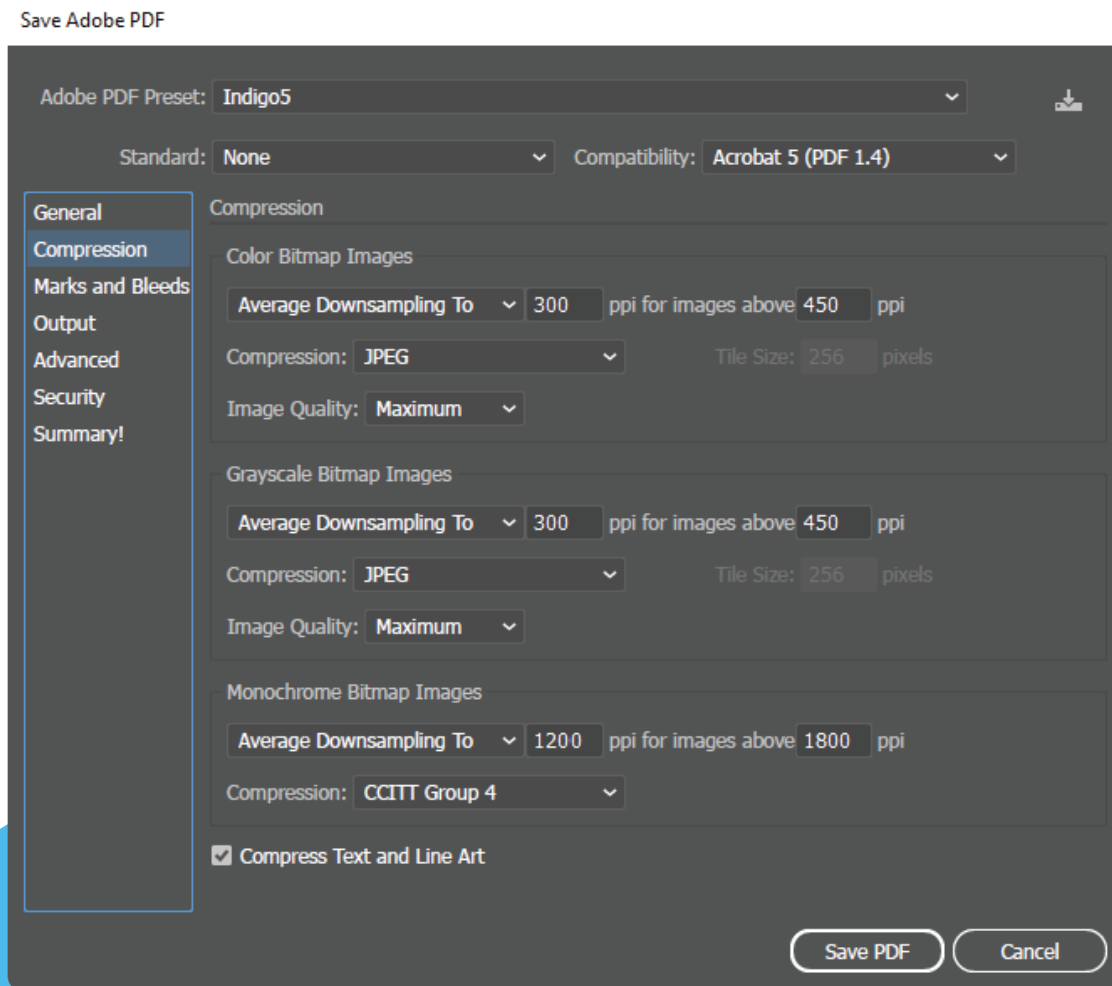 Save Adobe PDF
Adobe PDF Preset: Indigo5
Standard: None Compatibility: Acrobat 5 (PDF 1.4)
General
Compression
Marks and Bleeds
Output
Advanced
Security
Summary!
Compression
Color Bitmap Images
Average Downsampling To 300 ppi for images above 450 ppi
Compression: JPEG Tile Size: 256 pixels
Image Quality: Maximum
Grayscale Bitmap Images
Average Downsampling To 300 ppi for images above 450 ppi
Compression: JPEG Tile Size: 256 pixels
Image Quality: Maximum
Monochrome Bitmap Images
Average Downsampling To 1200 ppi for images above 1800 ppi
Compression: CCITT Group 4
Compress Text and Line Art
Save PDF Cancel